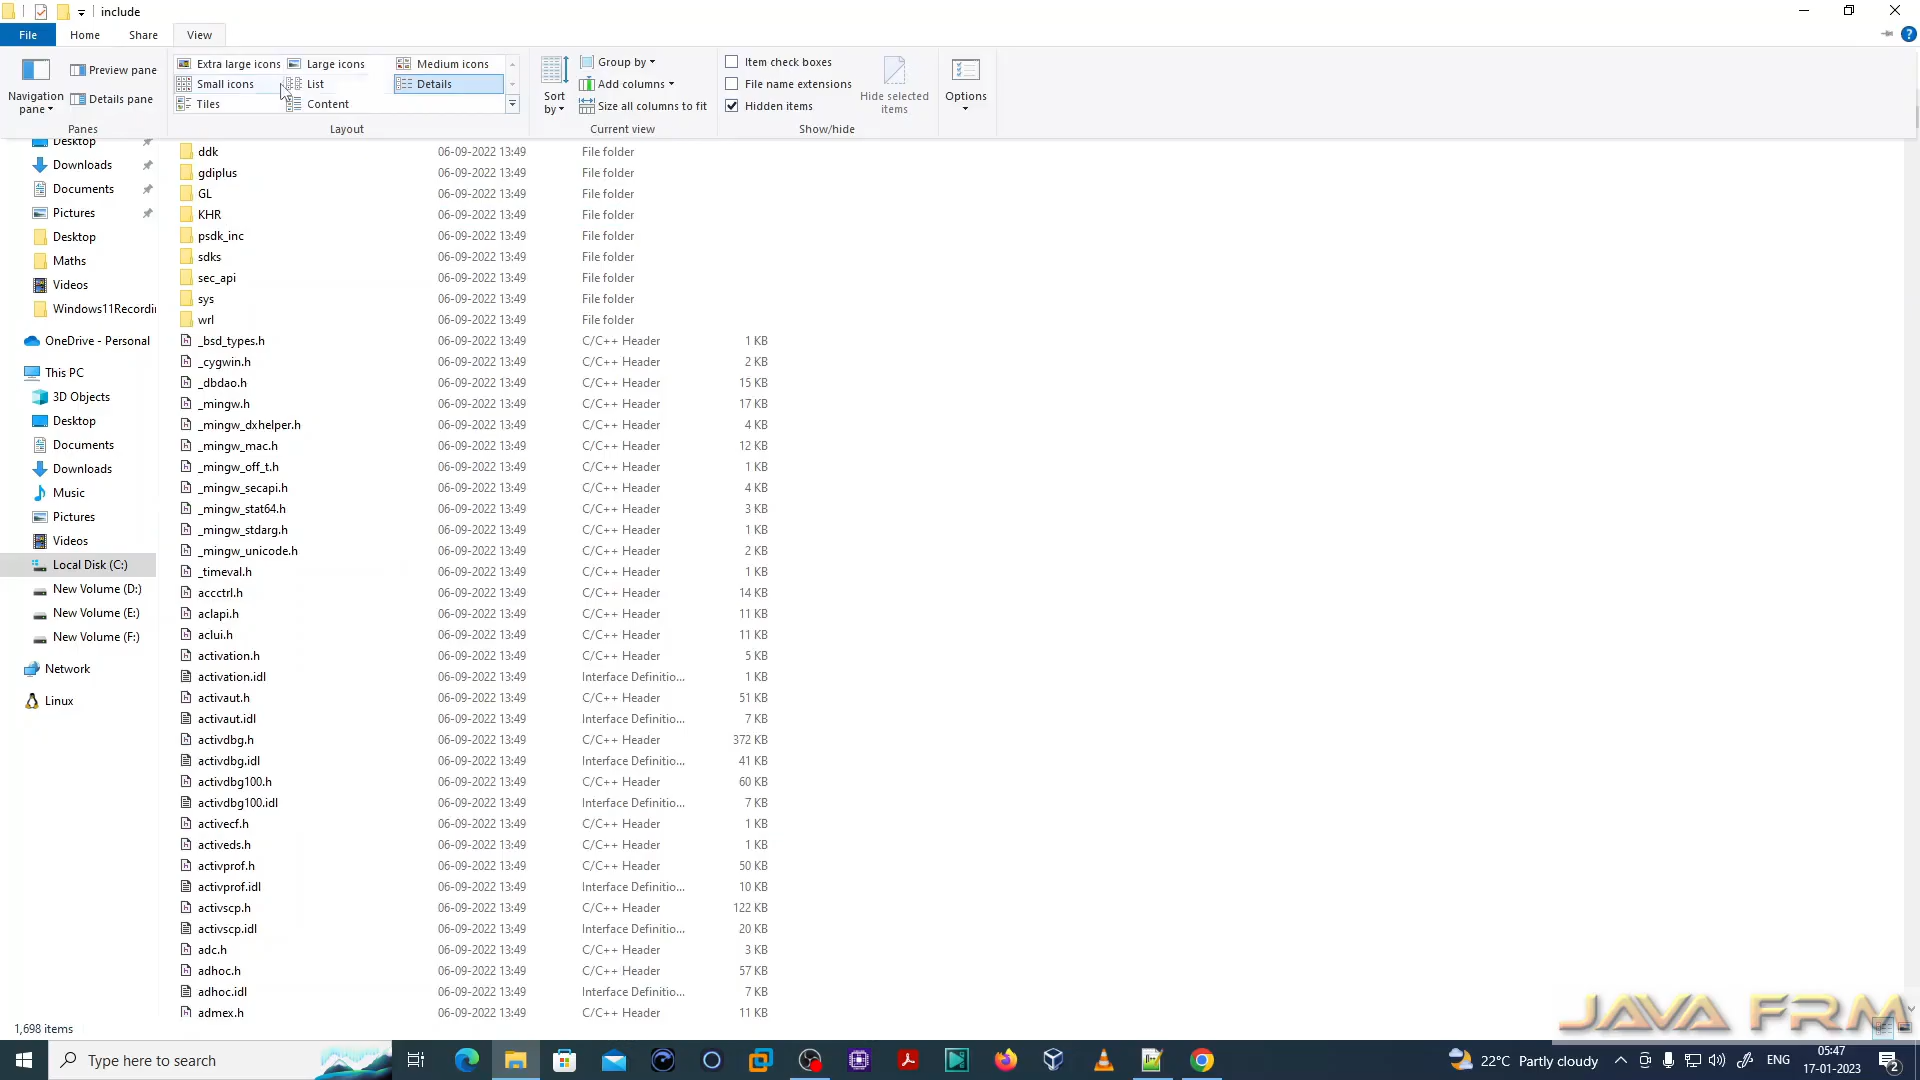 include
File Home Share View
Navigation pane
Preview pane
Details pane
Panes
Extra large icons Large icons Medium icons
Small icons List Details
Tiles Content
Layout
Sort by
Group by
Add columns
Size all columns to fit
Current view
Item check boxes
File name extensions
Hidden items
Hide selected items
Show/hide
Options
Desktop
Downloads
Documents
Pictures
Desktop
Maths
Videos
Windows11Recordin
OneDrive - Personal
This PC
3D Objects
Desktop
Documents
Downloads
Music
Pictures
Videos
Local Disk (C:)
New Volume (D:)
New Volume (E:)
New Volume (F:)
Network
Linux
ddk 06-09-2022 13:49 File folder
gdiplus 06-09-2022 13:49 File folder
GL 06-09-2022 13:49 File folder
KHR 06-09-2022 13:49 File folder
psdk_inc 06-09-2022 13:49 File folder
sdks 06-09-2022 13:49 File folder
sec_api 06-09-2022 13:49 File folder
sys 06-09-2022 13:49 File folder
wrl 06-09-2022 13:49 File folder
_bsd_types.h 06-09-2022 13:49 C/C++ Header 1 KB
_cygwin.h 06-09-2022 13:49 C/C++ Header 2 KB
_dbdao.h 06-09-2022 13:49 C/C++ Header 15 KB
_mingw.h 06-09-2022 13:49 C/C++ Header 17 KB
_mingw_dxhelper.h 06-09-2022 13:49 C/C++ Header 4 KB
_mingw_mac.h 06-09-2022 13:49 C/C++ Header 12 KB
_mingw_off_t.h 06-09-2022 13:49 C/C++ Header 1 KB
_mingw_secapi.h 06-09-2022 13:49 C/C++ Header 4 KB
_mingw_stat64.h 06-09-2022 13:49 C/C++ Header 3 KB
_mingw_stdarg.h 06-09-2022 13:49 C/C++ Header 1 KB
_mingw_unicode.h 06-09-2022 13:49 C/C++ Header 2 KB
_timeval.h 06-09-2022 13:49 C/C++ Header 1 KB
accctrl.h 06-09-2022 13:49 C/C++ Header 14 KB
aclapi.h 06-09-2022 13:49 C/C++ Header 11 KB
aclui.h 06-09-2022 13:49 C/C++ Header 11 KB
activation.h 06-09-2022 13:49 C/C++ Header 5 KB
activation.idl 06-09-2022 13:49 Interface Definitio... 1 KB
activaut.h 06-09-2022 13:49 C/C++ Header 51 KB
activaut.idl 06-09-2022 13:49 Interface Definitio... 7 KB
activdbg.h 06-09-2022 13:49 C/C++ Header 372 KB
activdbg.idl 06-09-2022 13:49 Interface Definitio... 41 KB
activdbg100.h 06-09-2022 13:49 C/C++ Header 60 KB
activdbg100.idl 06-09-2022 13:49 Interface Definitio... 7 KB
activecf.h 06-09-2022 13:49 C/C++ Header 1 KB
activeds.h 06-09-2022 13:49 C/C++ Header 1 KB
activprof.h 06-09-2022 13:49 C/C++ Header 50 KB
activprof.idl 06-09-2022 13:49 Interface Definitio... 10 KB
activscp.h 06-09-2022 13:49 C/C++ Header 122 KB
activscp.idl 06-09-2022 13:49 Interface Definitio... 20 KB
adc.h 06-09-2022 13:49 C/C++ Header 3 KB
adhoc.h 06-09-2022 13:49 C/C++ Header 57 KB
adhoc.idl 06-09-2022 13:49 Interface Definitio... 7 KB
admex.h 06-09-2022 13:49 C/C++ Header 11 KB
JAVA FRM
1,698 items
Type here to search
22°C Partly cloudy
ENG
05:47
17-01-2023
2